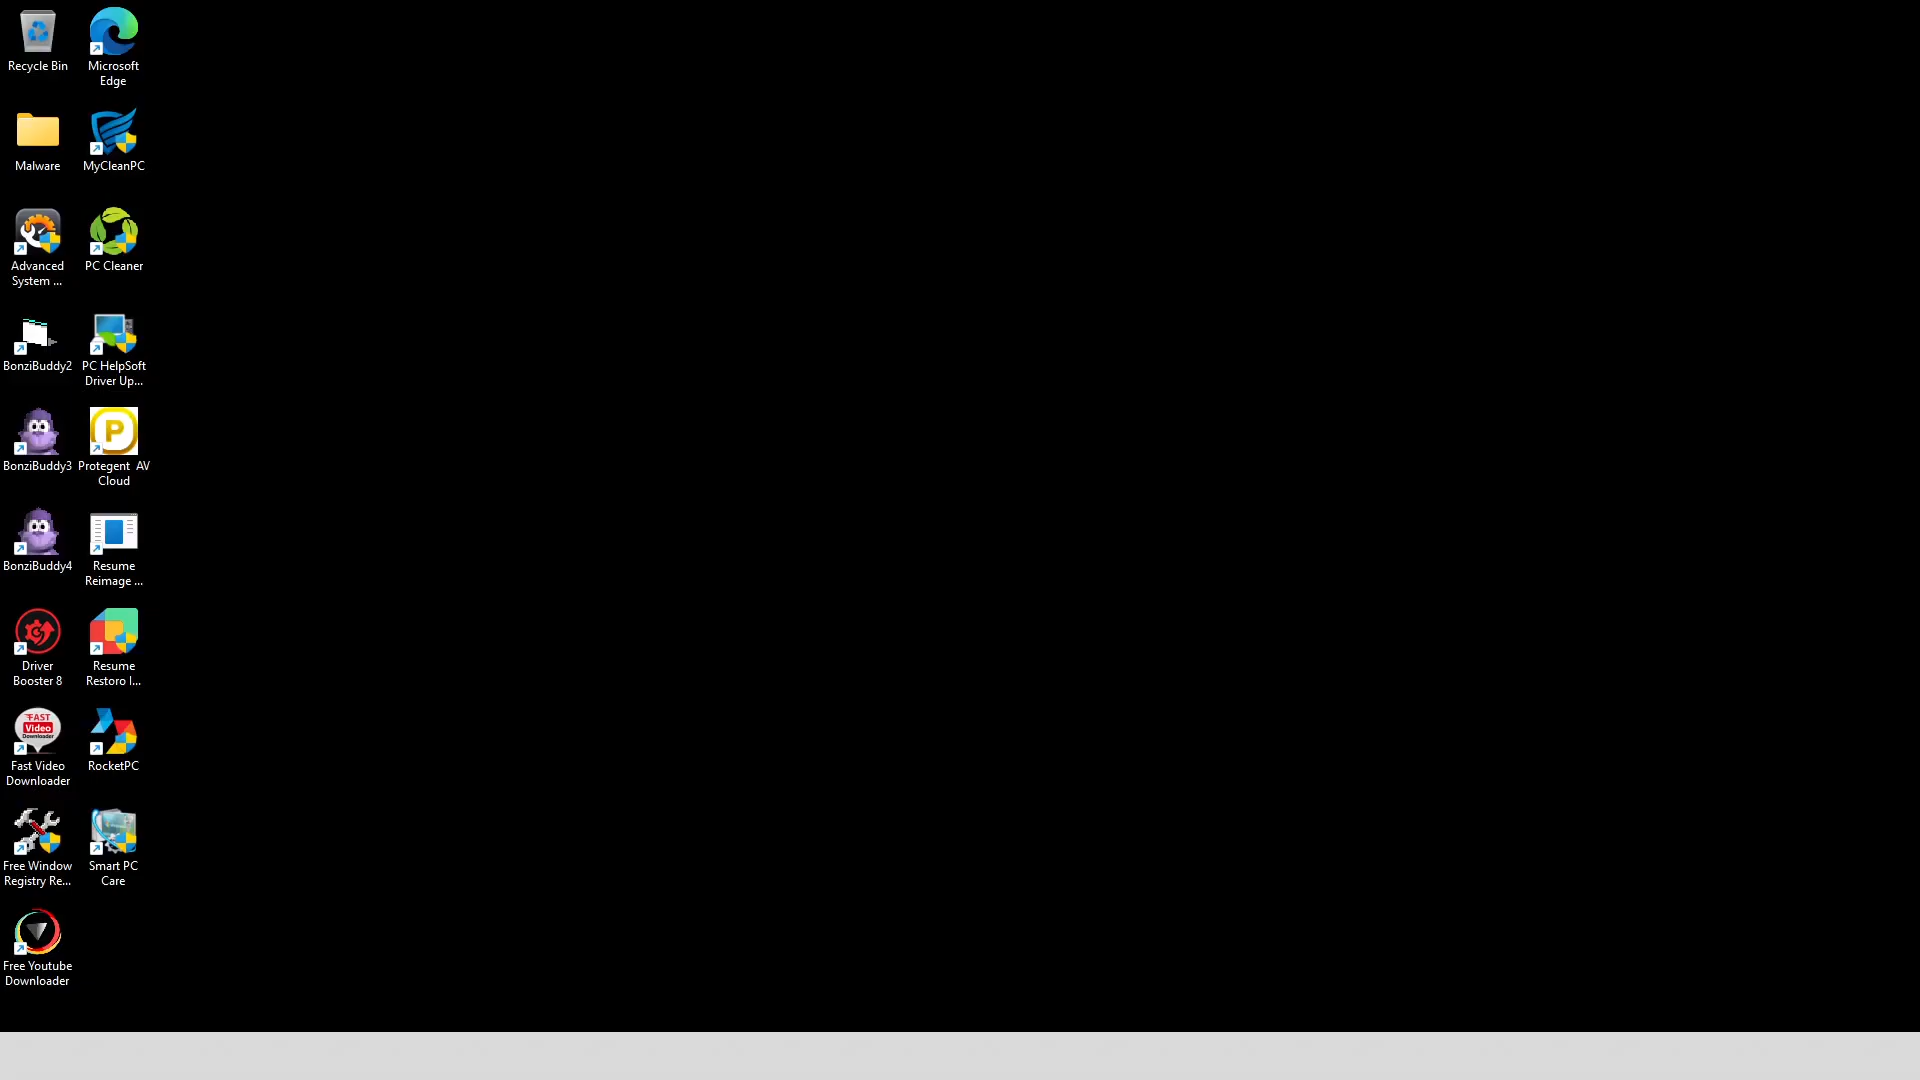 Recycle Bin
Microsoft
Edge
Malware
MyCleanPC
Advanced
System ...
PC Cleaner
BonziBuddy2
PC HelpSoft
Driver Up...
BonziBuddy3
P
Protegent AV
Cloud
BonziBuddy4
Resume
Reimage ...
Driver
Booster 8
Resume
Restoro I...
FAST
Video
Downloader
Fast Video
Downloader
RocketPC
Free Window
Registry Re...
Smart PC
Care
Free Youtube
Downloader